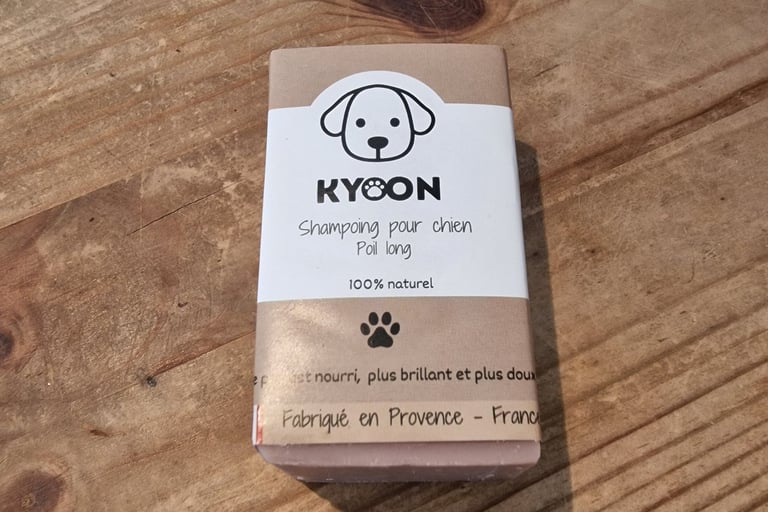 KYOON
Shampoing pour chien
Poil long
100% naturel
nourri, plus brillant et plus doux
Fabriqué en Provence - France